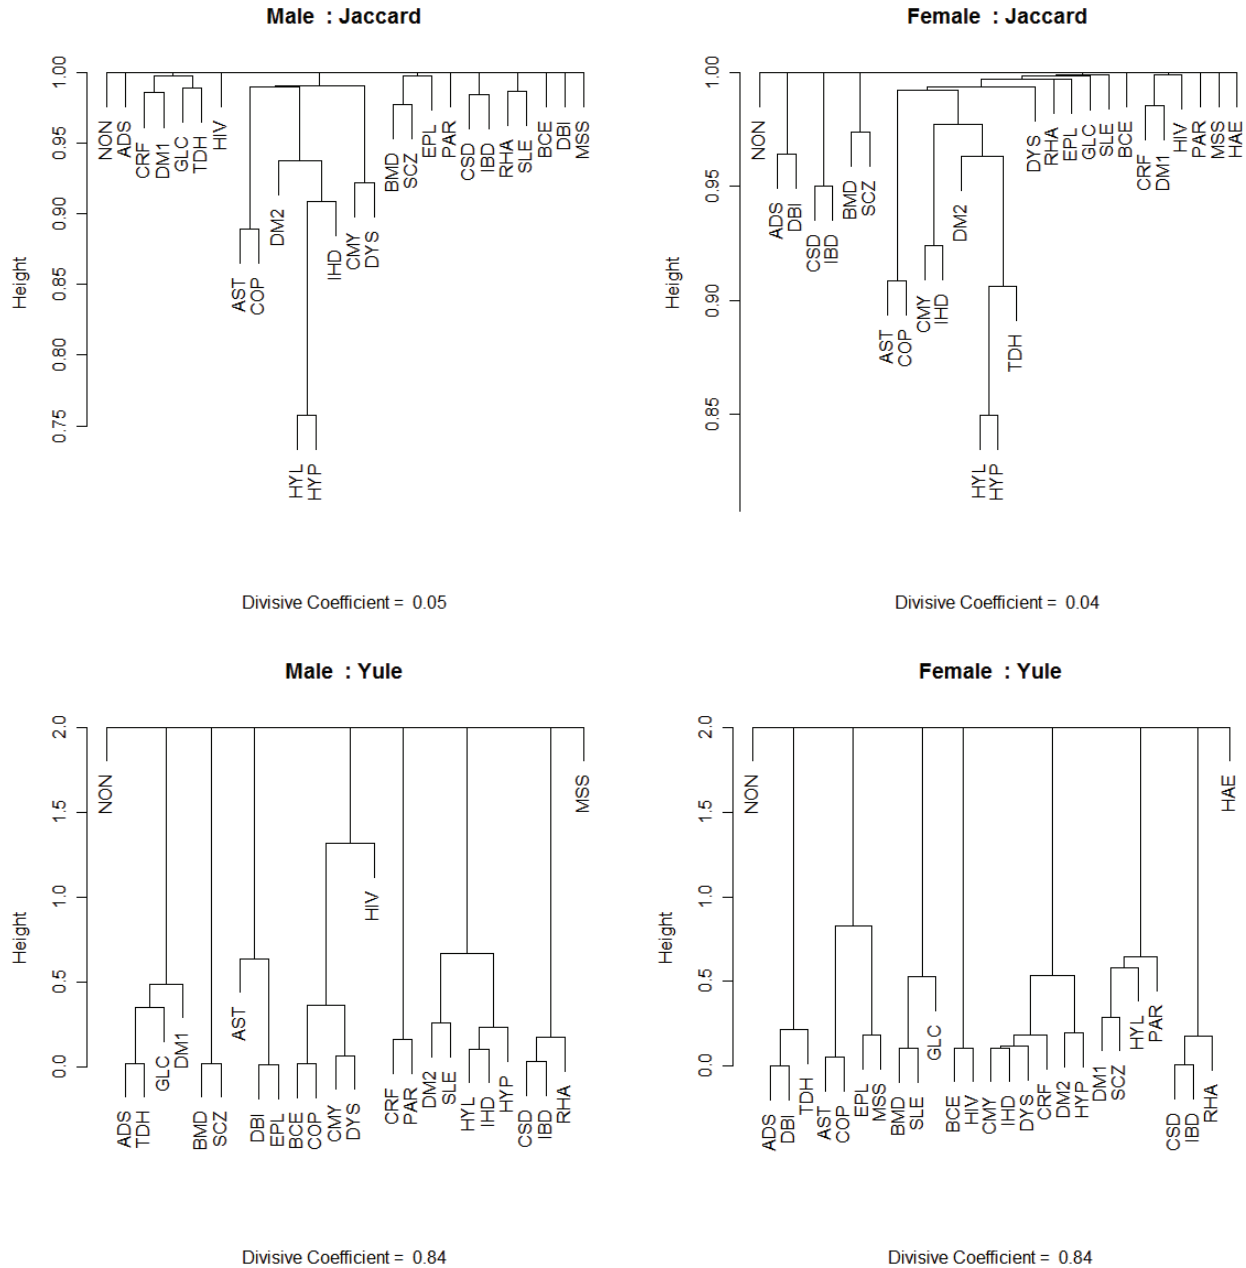 Male : Jaccard
Height
1.00
0.95
0.90
0.85
0.80
0.75
NON
ADS
CRF
DM1
GLC
TDH
HIV
AST
COP
DM2
HYL
HYP
IHD
CMY
DYS
BMD
SCZ
EPL
PAR
CSD
IBD
RHA
SLE
BCE
DBI
MSS
Divisive Coefficient = 0.05
Female : Jaccard
Height
1.00
0.95
0.90
0.85
NON
ADS
DBI
CSD
IBD
BMD
SCZ
AST
COP
CMY
IHD
DM2
HYL
HYP
TDH
DYS
RHA
EPL
GLC
SLE
BCE
CRF
DM1
HIV
PAR
MSS
HAE
Divisive Coefficient = 0.04
Male : Yule
Height
2.0
1.5
1.0
0.5
0.0
NON
ADS
TDH
GLC
DM1
BMD
SCZ
AST
DBI
EPL
BCE
COP
CMY
DYS
HIV
CRF
PAR
DM2
SLE
HYL
IHD
HYP
CSD
IBD
RHA
MSS
Divisive Coefficient = 0.84
Female : Yule
Height
2.0
1.5
1.0
0.5
0.0
NON
ADS
DBI
TDH
AST
COP
EPL
MSS
BMD
SLE
GLC
BCE
HIV
CMY
IHD
DYS
CRF
DM2
HYP
DM1
SCZ
HYL
PAR
CSD
IBD
RHA
HAE
Divisive Coefficient = 0.84